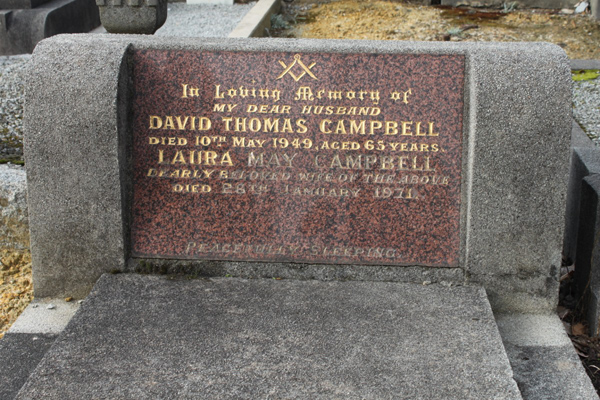 In Loving Memory of
MY DEAR HUSBAND
DAVID THOMAS CAMPBELL
DIED 10TH MAY 1949, AGED 65 YEARS.
LAURA MAY CAMPBELL
DEARLY BELOVED WIFE OF THE ABOVE
DIED 28TH JANUARY 1971.
PEACEFULLY SLEEPING.